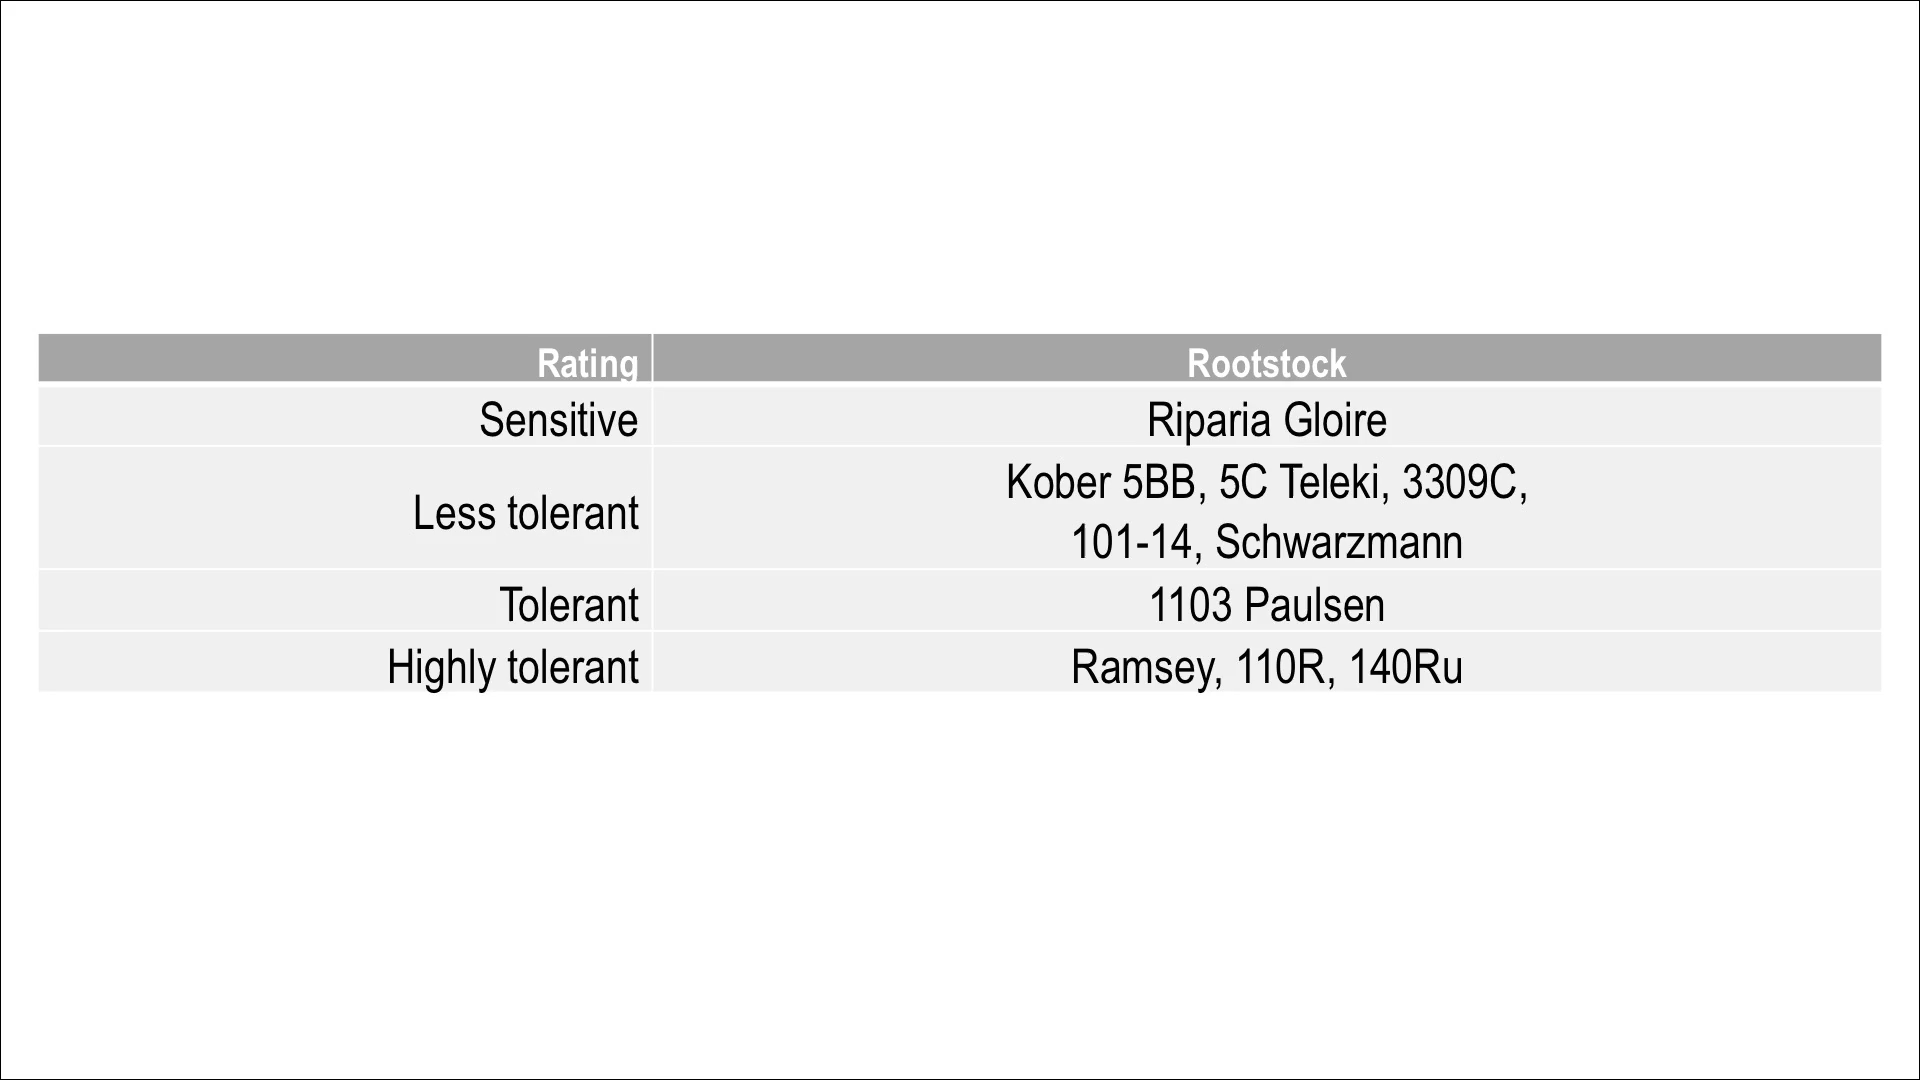 Rating Rootstock
Sensitive Riparia Gloire
Less tolerant Kober 5BB, 5C Teleki, 3309C,
101-14, Schwarzmann
Tolerant 1103 Paulsen
Highly tolerant Ramsey, 110R, 140Ru